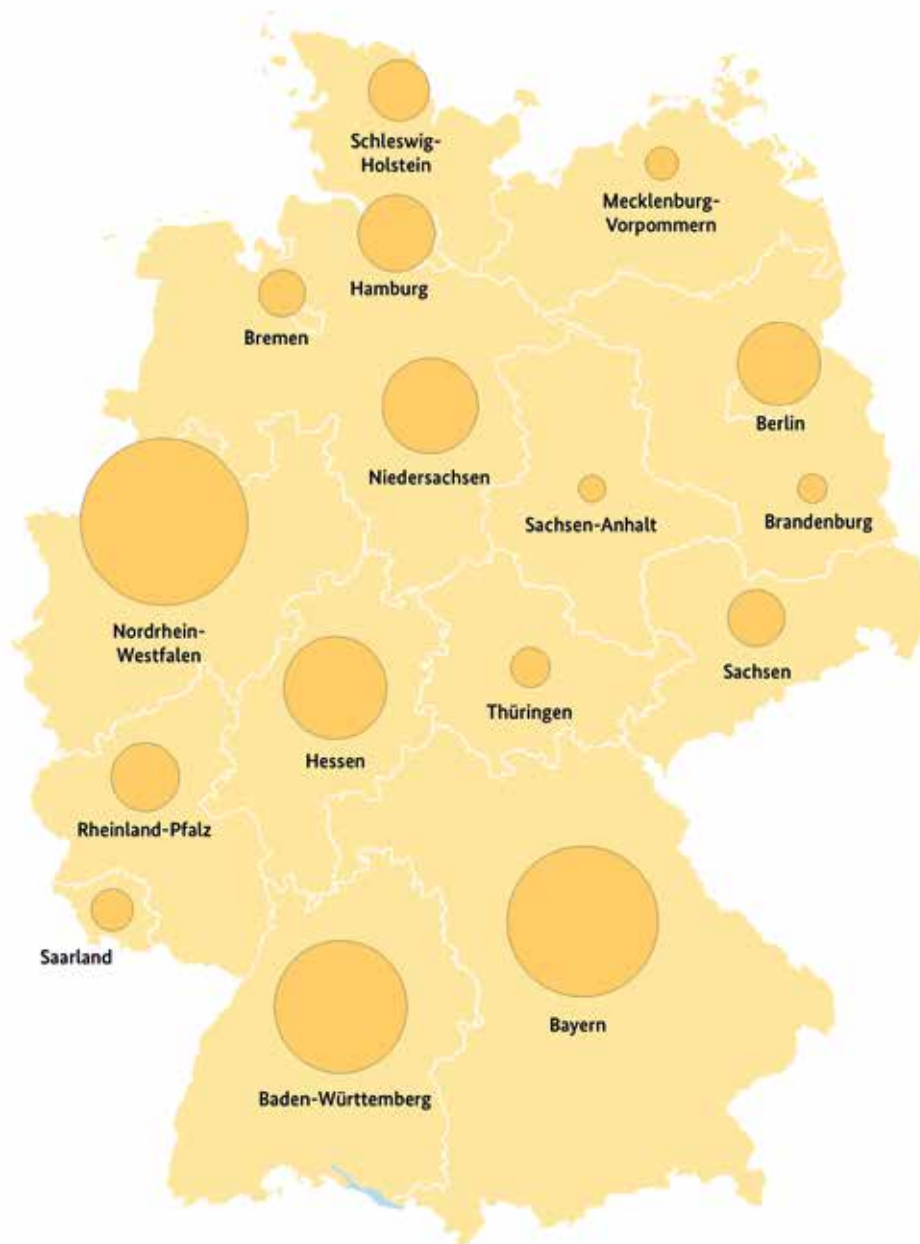 Schleswig-
Holstein
Mecklenburg-
Vorpommern
Hamburg
Bremen
Berlin
Niedersachsen
Sachsen-Anhalt
Brandenburg
Nordrhein-
Westfalen
Sachsen
Thüringen
Hessen
Rheinland-Pfalz
Saarland
Bayern
Baden-Württemberg